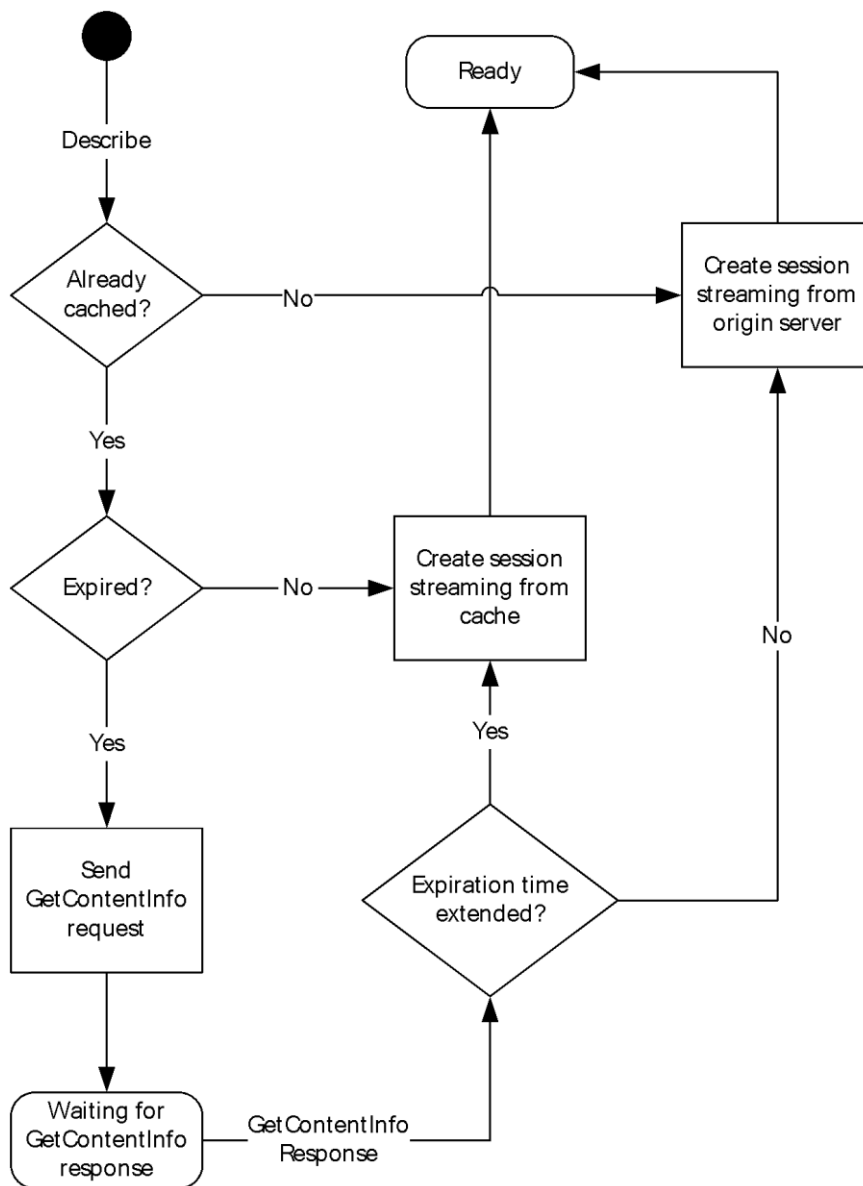 Ready
Describe
Already
cached?
No
Create session
streaming from
origin server
Yes
Expired?
No
Create session
streaming from
cache
No
Yes
Yes
Send
GetContentInfo
request
Expiration time
extended?
Waiting for
GetContentInfo
response
GetContentInfo
Response